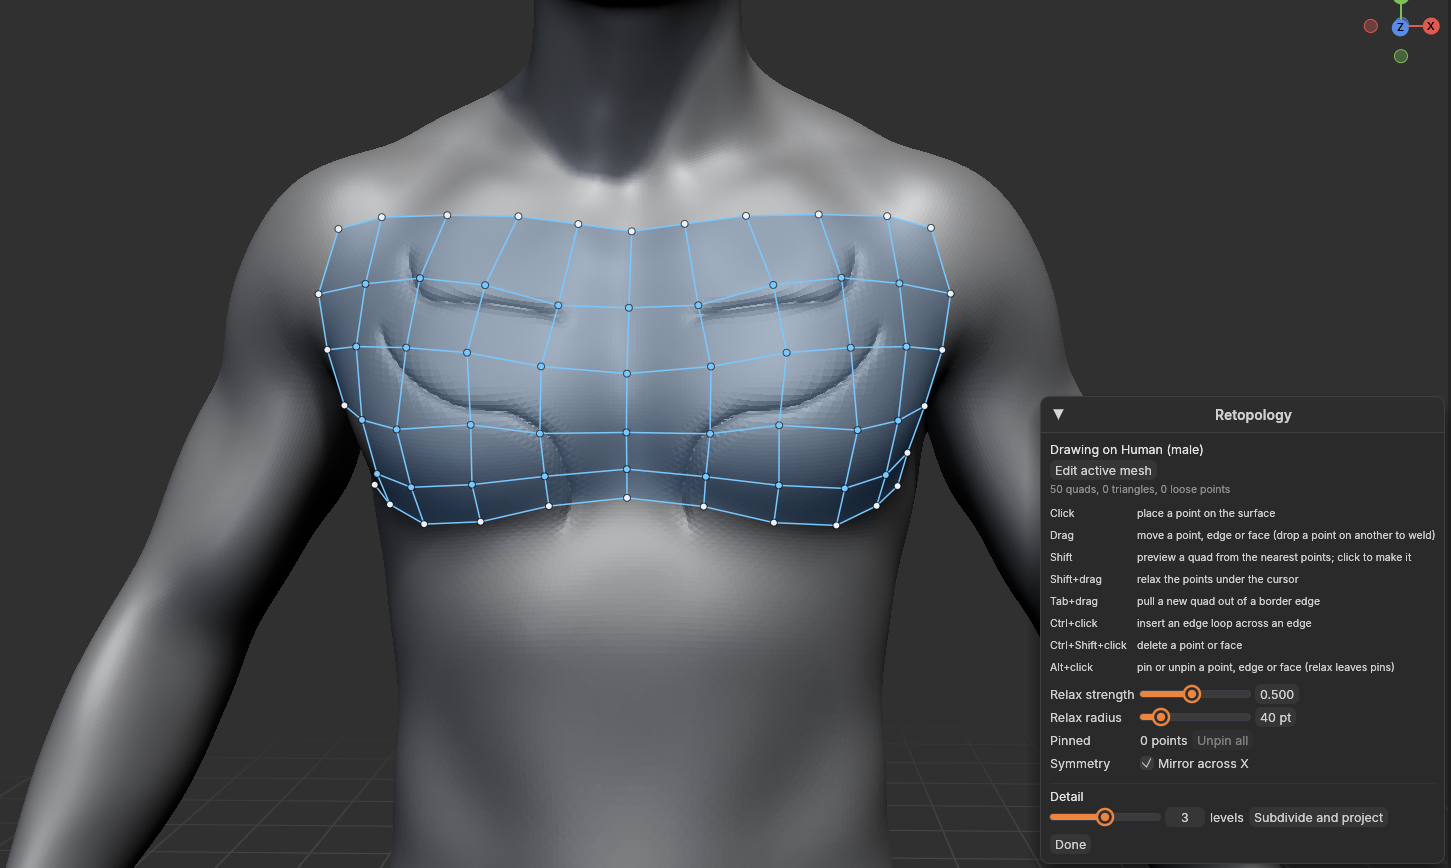 Z X
▼ Retopology
Drawing on Human (male)
Edit active mesh
50 quads, 0 triangles, 0 loose points
Click place a point on the surface
Drag move a point, edge or face (drop a point on another to weld)
Shift preview a quad from the nearest points; click to make it
Shift+drag relax the points under the cursor
Tab+drag pull a new quad out of a border edge
Ctrl+click insert an edge loop across an edge
Ctrl+Shift+click delete a point or face
Alt+click pin or unpin a point, edge or face (relax leaves pins)
Relax strength 0.500
Relax radius 40 pt
Pinned 0 points Unpin all
Symmetry ✓ Mirror across X
Detail
3 levels Subdivide and project
Done